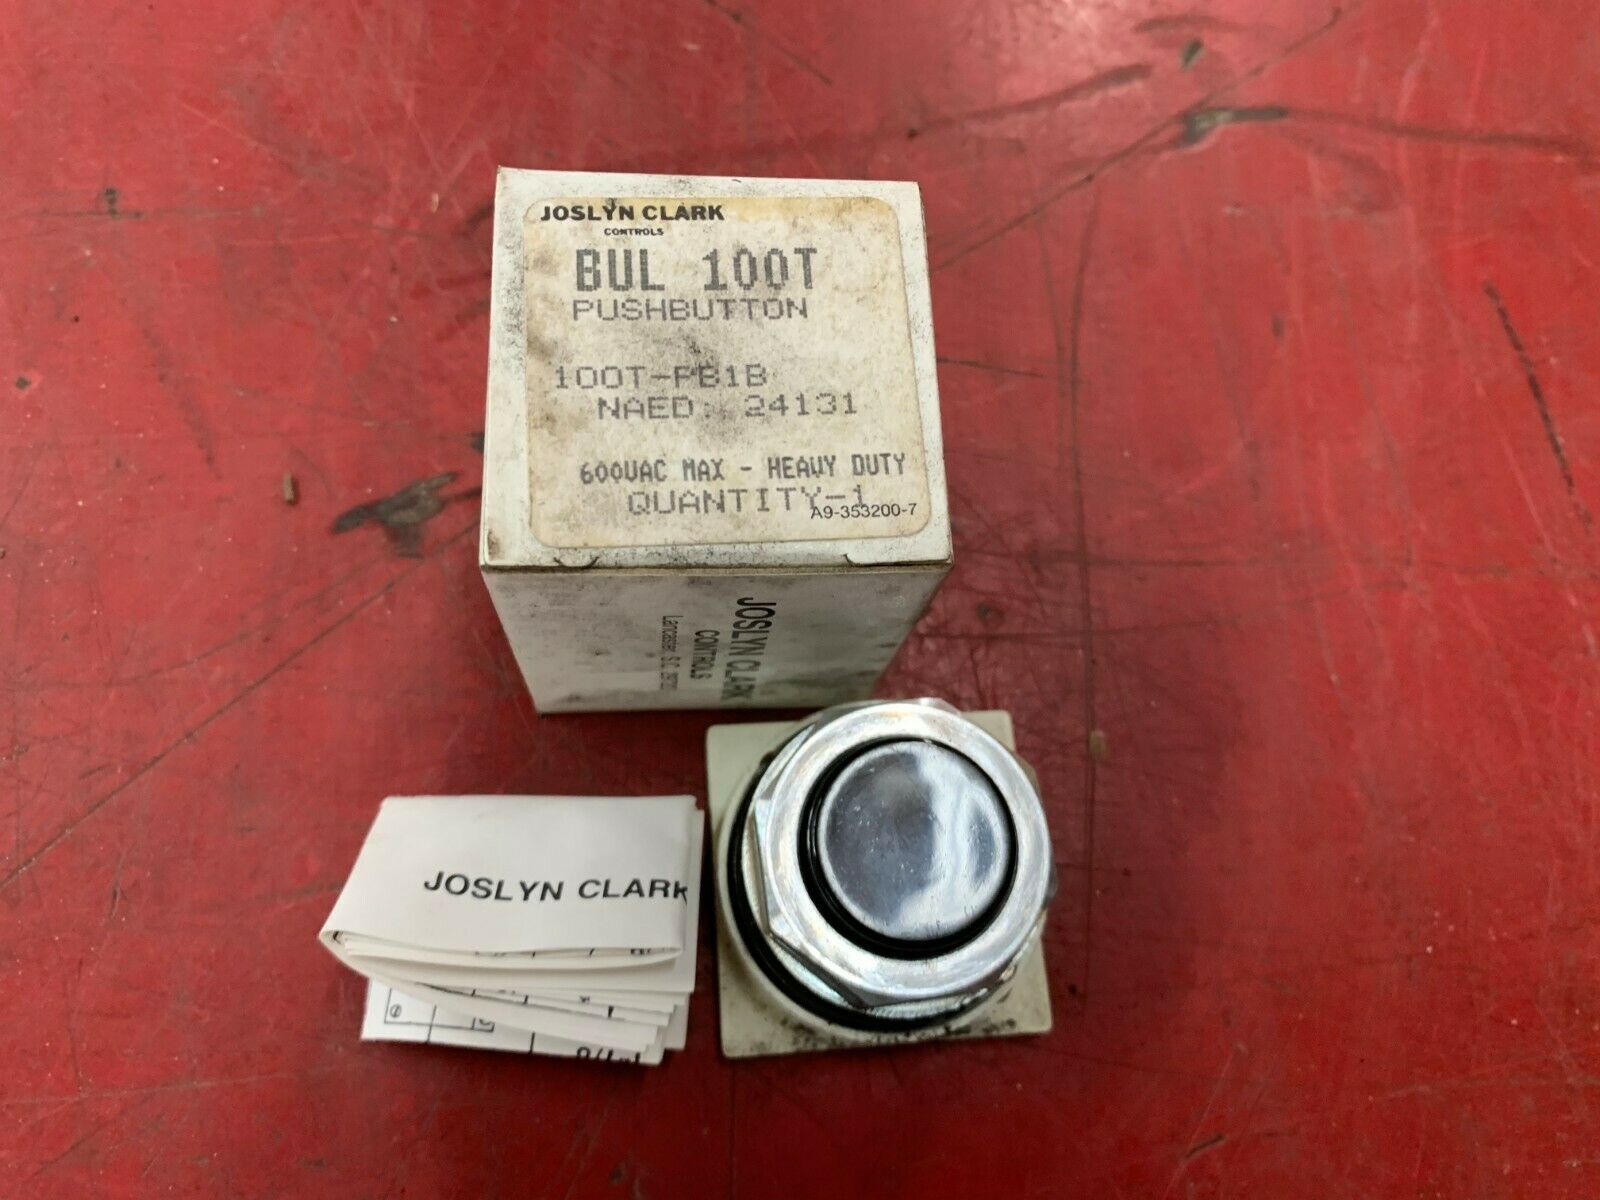 JOSLYN CLARK
CONTROLS
BUL 100T
PUSHBUTTON
100T-PB1B
NAED: 24131
600VAC MAX - HEAVY DUTY
QUANTITY-1
A9-353200-7
JOSLYN CLARK
CONTROLS
Lancaster, S.C.
JOSLYN CLARK